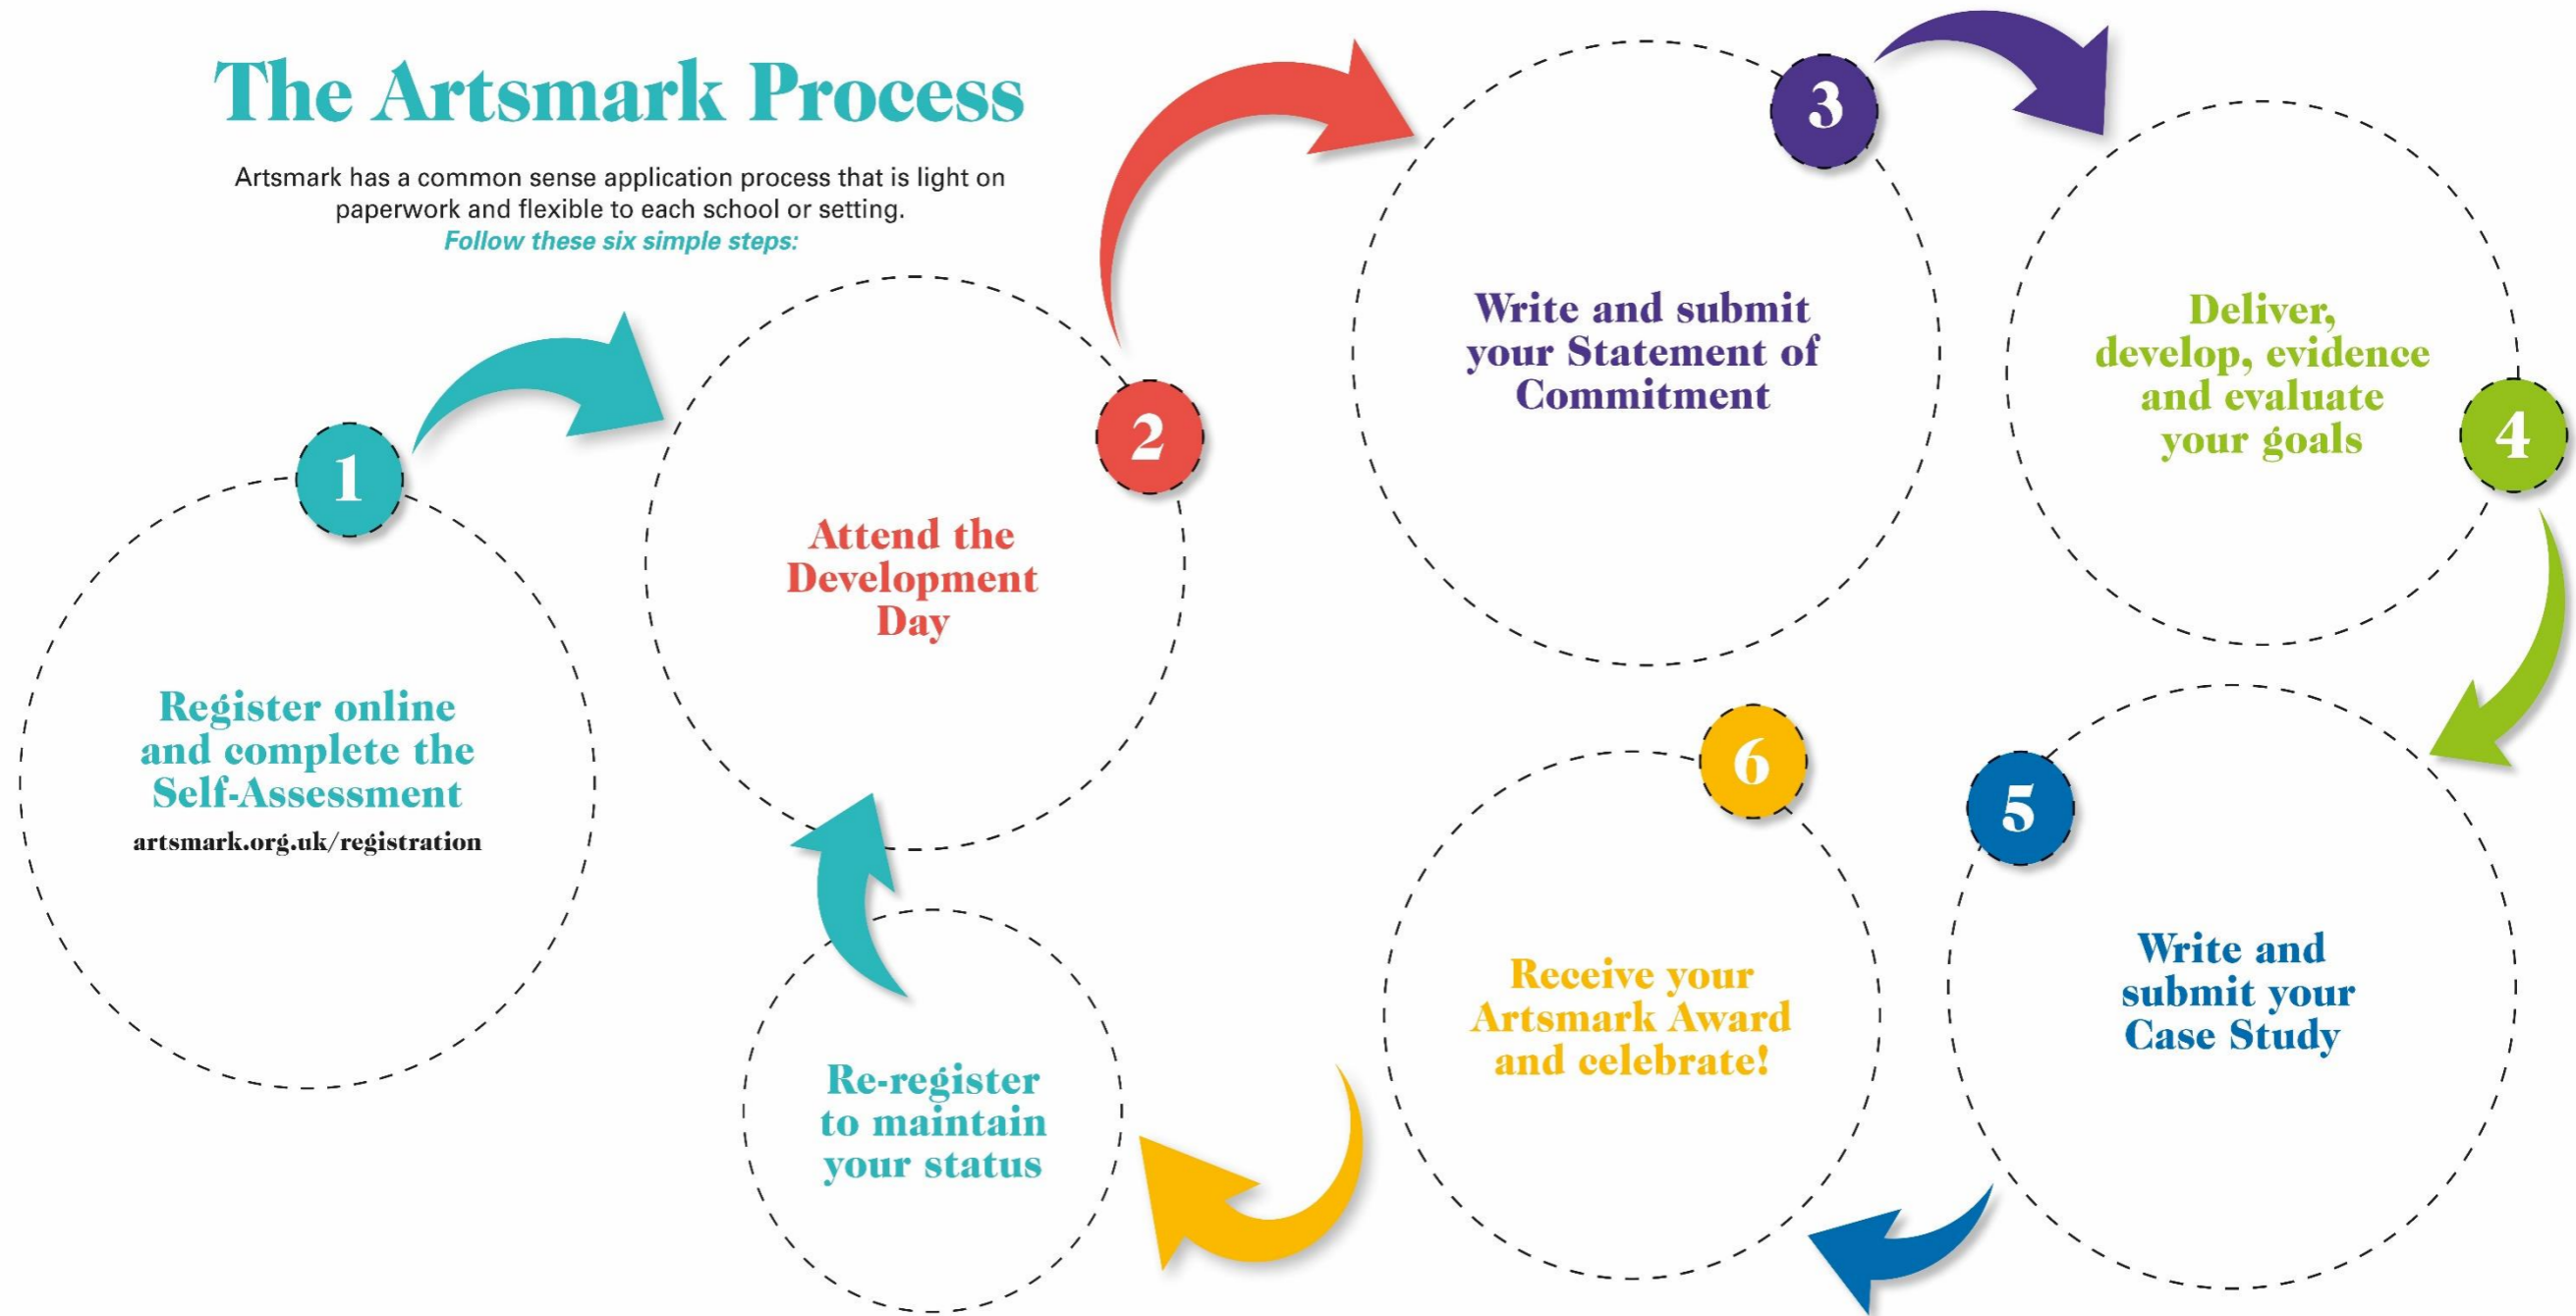 The Artsmark Process
Artsmark has a common sense application process that is light on
paperwork and flexible to each school or setting.
Follow these six simple steps:
1
Register online
and complete the
Self-Assessment
artsmark.org.uk/registration
2
Attend the
Development
Day
3
Write and submit
your Statement of
Commitment
4
Deliver,
develop, evidence
and evaluate
your goals
5
Write and
submit your
Case Study
6
Receive your
Artsmark Award
and celebrate!
Re-register
to maintain
your status